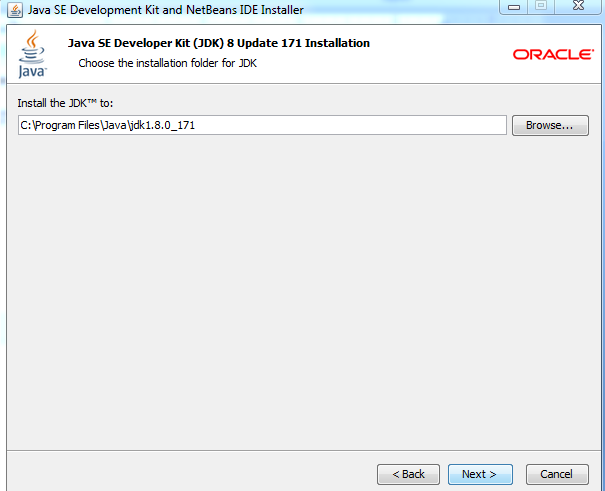 Java SE Development Kit and NetBeans IDE Installer
Java SE Developer Kit (JDK) 8 Update 171 Installation
Choose the installation folder for JDK
Java™
ORACLE®
Install the JDK™ to:
C:\Program Files\Java\jdk1.8.0_171
Browse...
< Back
Next >
Cancel